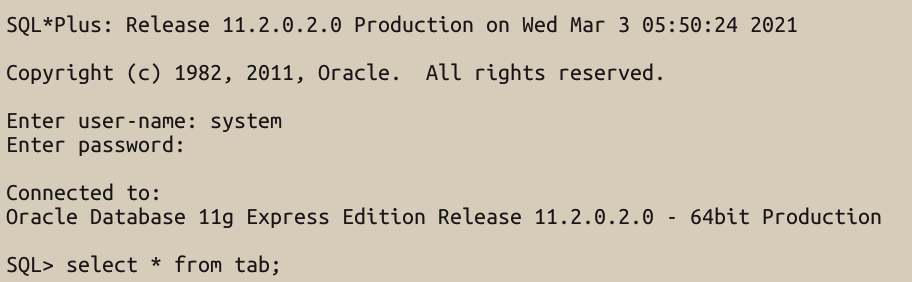 SQL*Plus: Release 11.2.0.2.0 Production on Wed Mar 3 05:50:24 2021
Copyright (c) 1982, 2011, Oracle.  All rights reserved.
Enter user-name: system
Enter password:
Connected to:
Oracle Database 11g Express Edition Release 11.2.0.2.0 - 64bit Production
SQL> select * from tab;